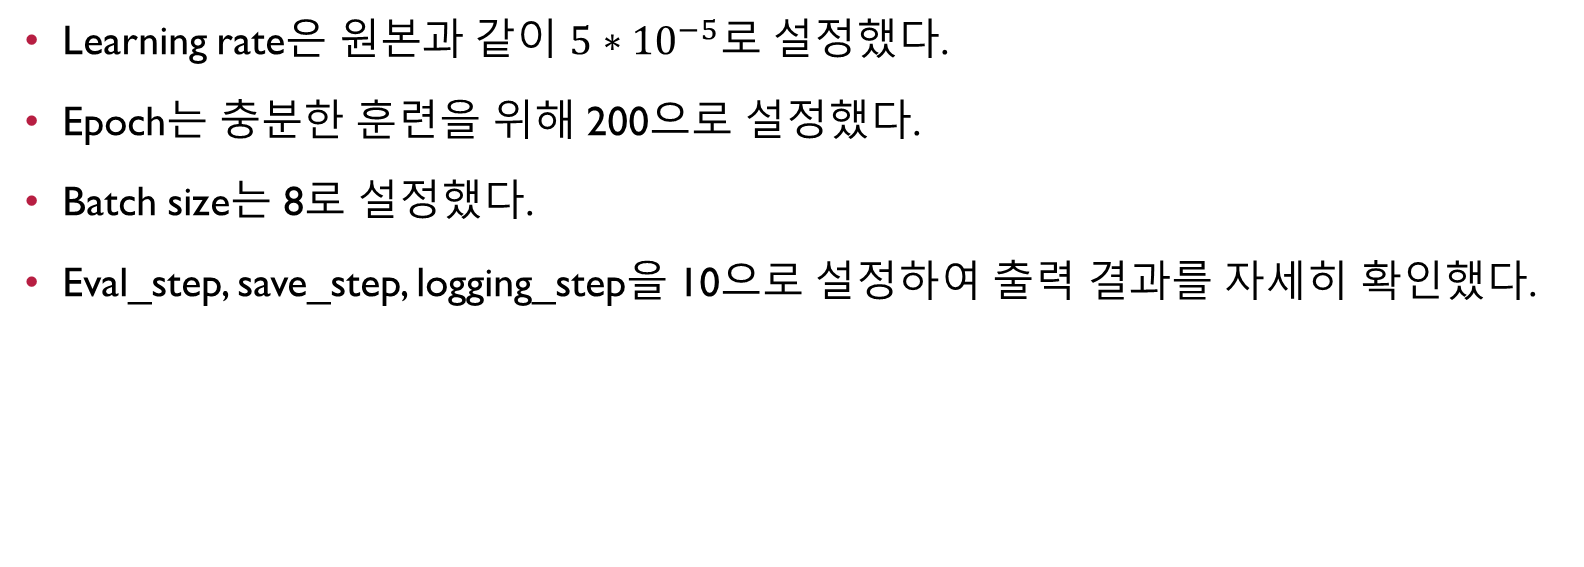 • Learning rate은 원본과 같이 5 * 10⁻⁵로 설정했다.
• Epoch는 충분한 훈련을 위해 200으로 설정했다.
• Batch size는 8로 설정했다.
• Eval_step, save_step, logging_step을 10으로 설정하여 출력 결과를 자세히 확인했다.